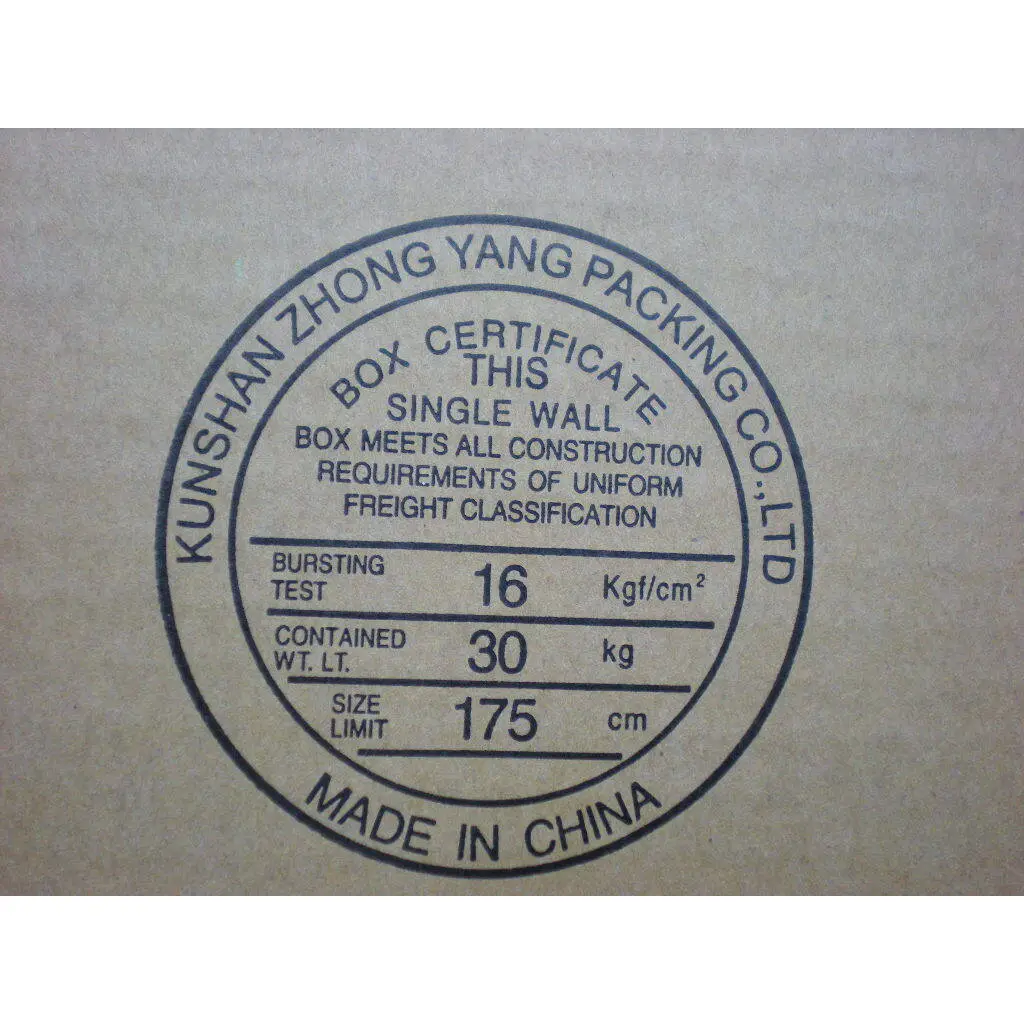 KUNSHAN ZHONG YANG PACKING CO.,LTD
BOX CERTIFICATE
THIS
SINGLE WALL
BOX MEETS ALL CONSTRUCTION
REQUIREMENTS OF UNIFORM
FREIGHT CLASSIFICATION
BURSTING TEST 16 Kgf/cm²
CONTAINED WT. LT. 30 kg
SIZE LIMIT 175 cm
MADE IN CHINA